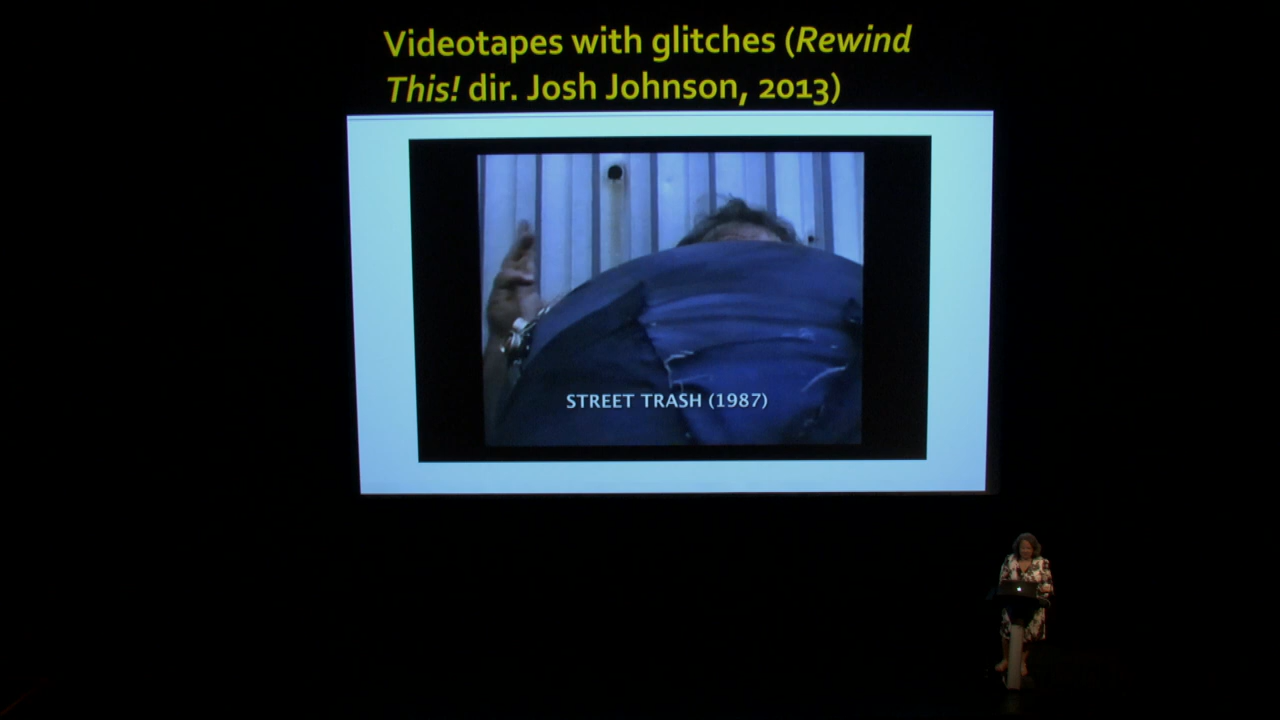 Videotapes with glitches (Rewind
This! dir. Josh Johnson, 2013)
STREET TRASH (1987)